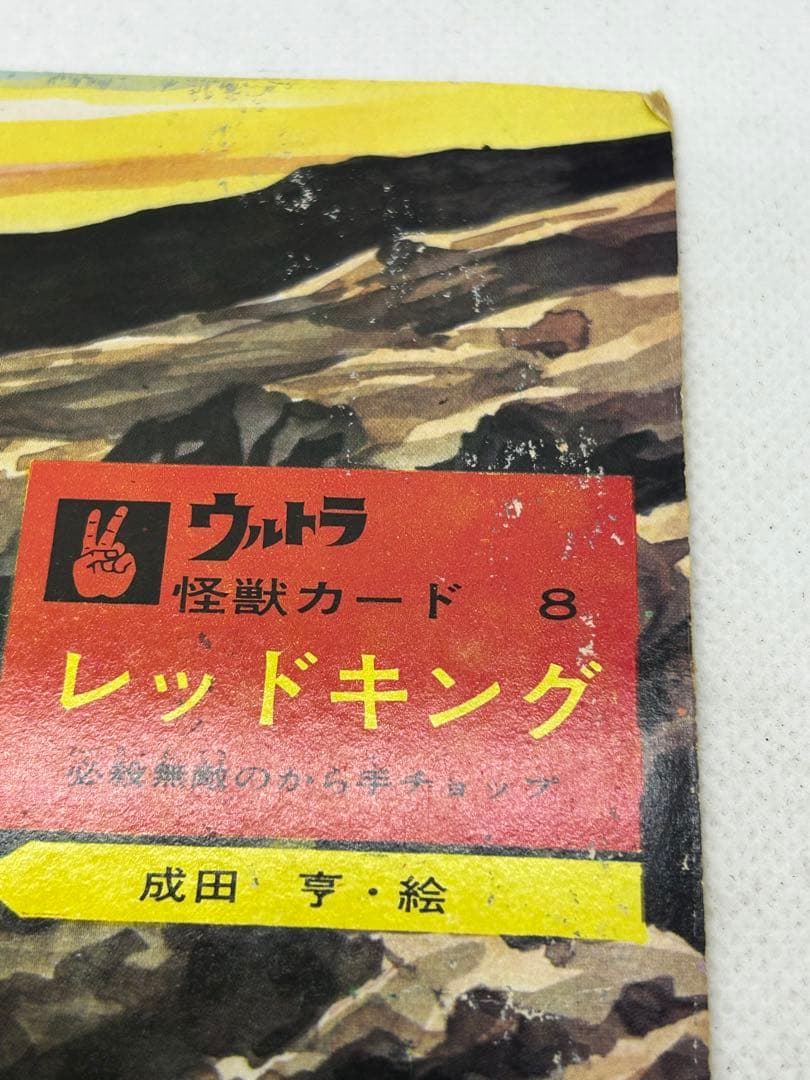 ウルトラ
怪獣カード 8
レッドキング
必殺無敵のから手チョップ
成田 亨・絵